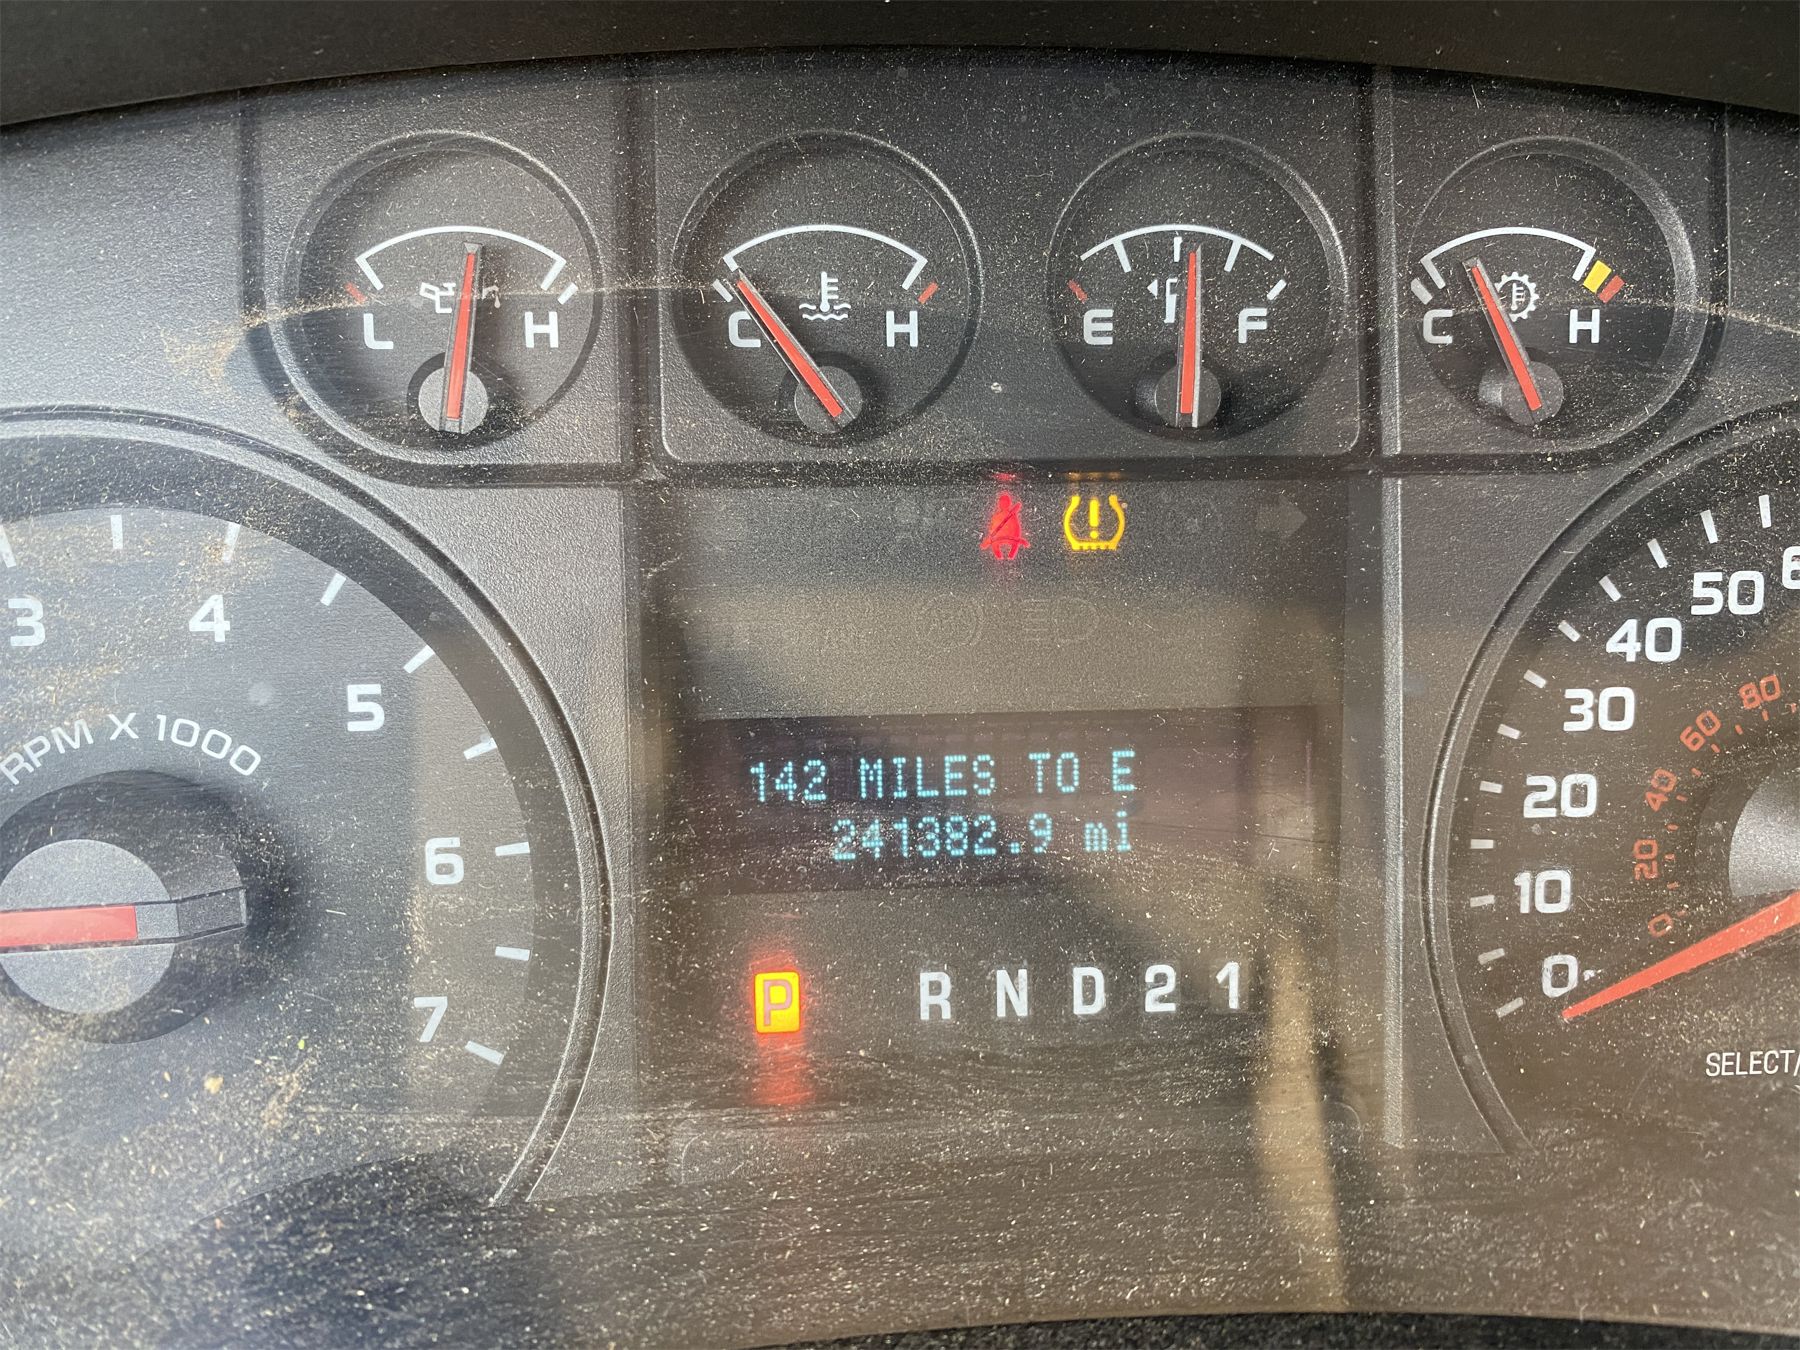 L H
C H
E F
C H
3 4 5 6 7
RPM X 1000
142 MILES TO E
241382.9 mi
P R N D 2 1
0 10 20 30 40 50
0 20 40 60 80
SELECT/